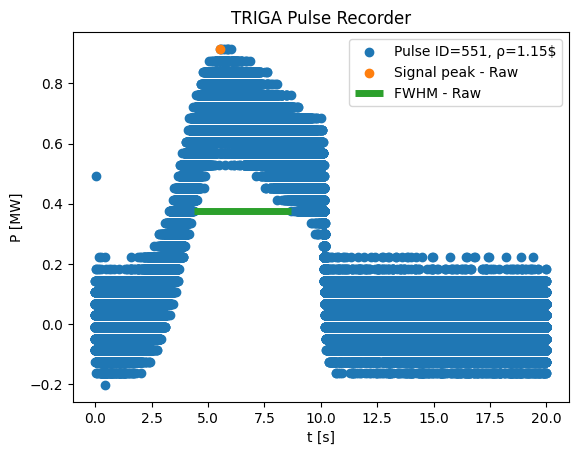 TRIGA Pulse Recorder
Pulse ID=551, ρ=1.15$
Signal peak - Raw
FWHM - Raw
P [MW]
0.8
0.6
0.4
0.2
0.0
−0.2
0.0 2.5 5.0 7.5 10.0 12.5 15.0 17.5 20.0
t [s]